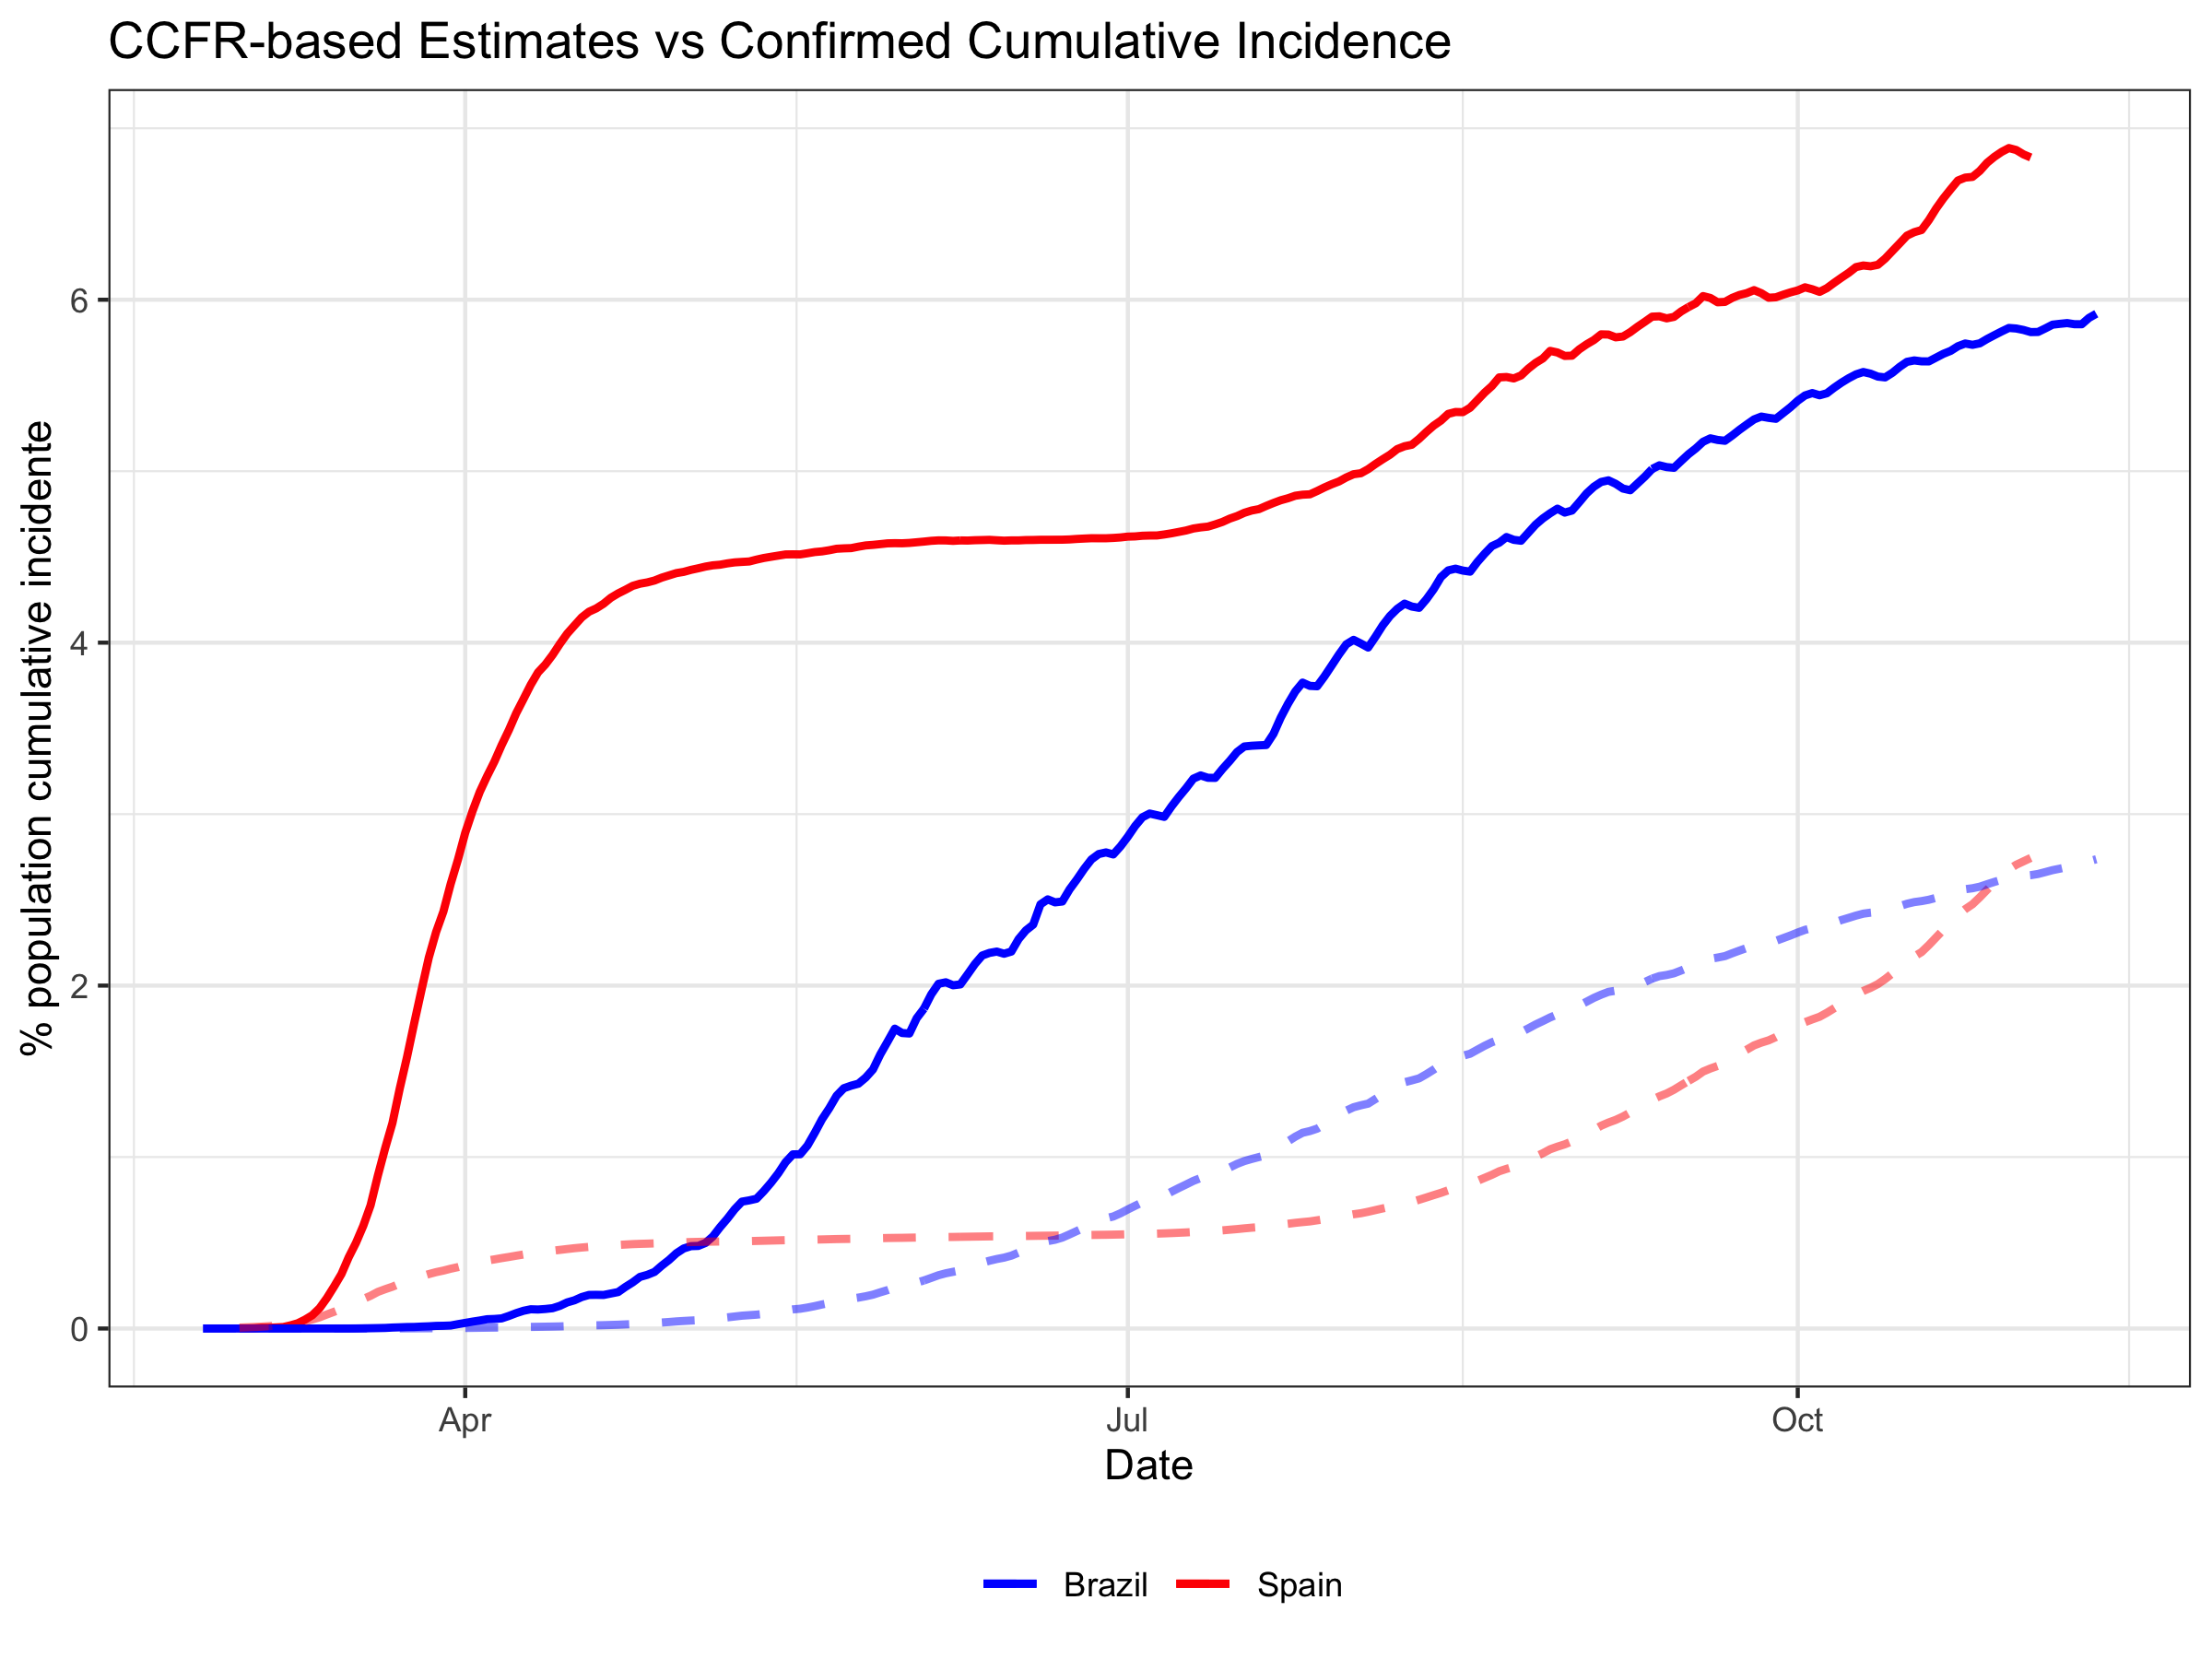 CCFR-based Estimates vs Confirmed Cumulative Incidence
% population cumulative incidente
6
4
2
0
Apr
Jul
Oct
Date
Brazil
Spain